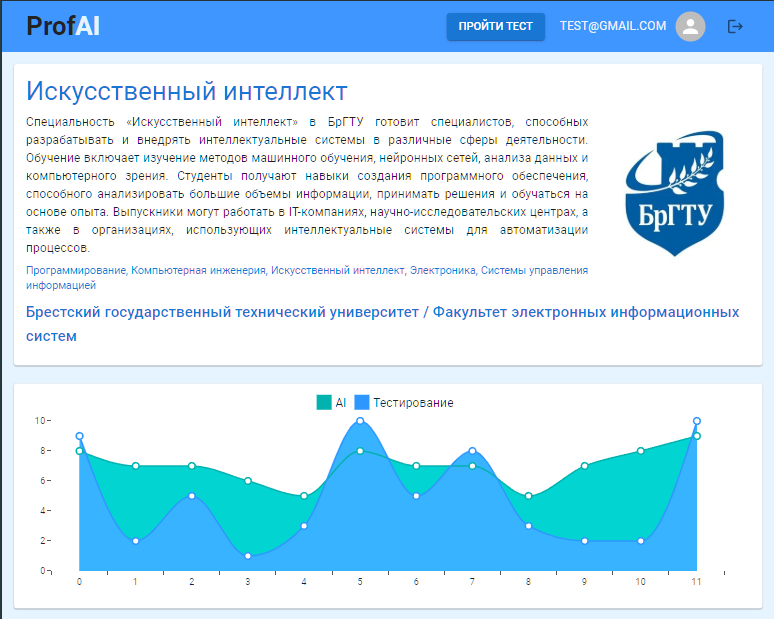 ProfAI
ПРОЙТИ ТЕСТ
TEST@GMAIL.COM
Искусственный интеллект
Специальность «Искусственный интеллект» в БрГТУ готовит специалистов, способных
разрабатывать и внедрять интеллектуальные системы в различные сферы деятельности.
Обучение включает изучение методов машинного обучения, нейронных сетей, анализа данных и
компьютерного зрения. Студенты получают навыки создания программного обеспечения,
способного анализировать большие объемы информации, принимать решения и обучаться на
основе опыта. Выпускники могут работать в IT-компаниях, научно-исследовательских центрах, а
также в организациях, использующих интеллектуальные системы для автоматизации
процессов.
БрГТУ
Программирование, Компьютерная инженерия, Искусственный интеллект, Электроника, Системы управления
информацией
Брестский государственный технический университет / Факультет электронных информационных
систем
AI Тестирование
10
8
6
4
2
0
0 1 2 3 4 5 6 7 8 9 10 11